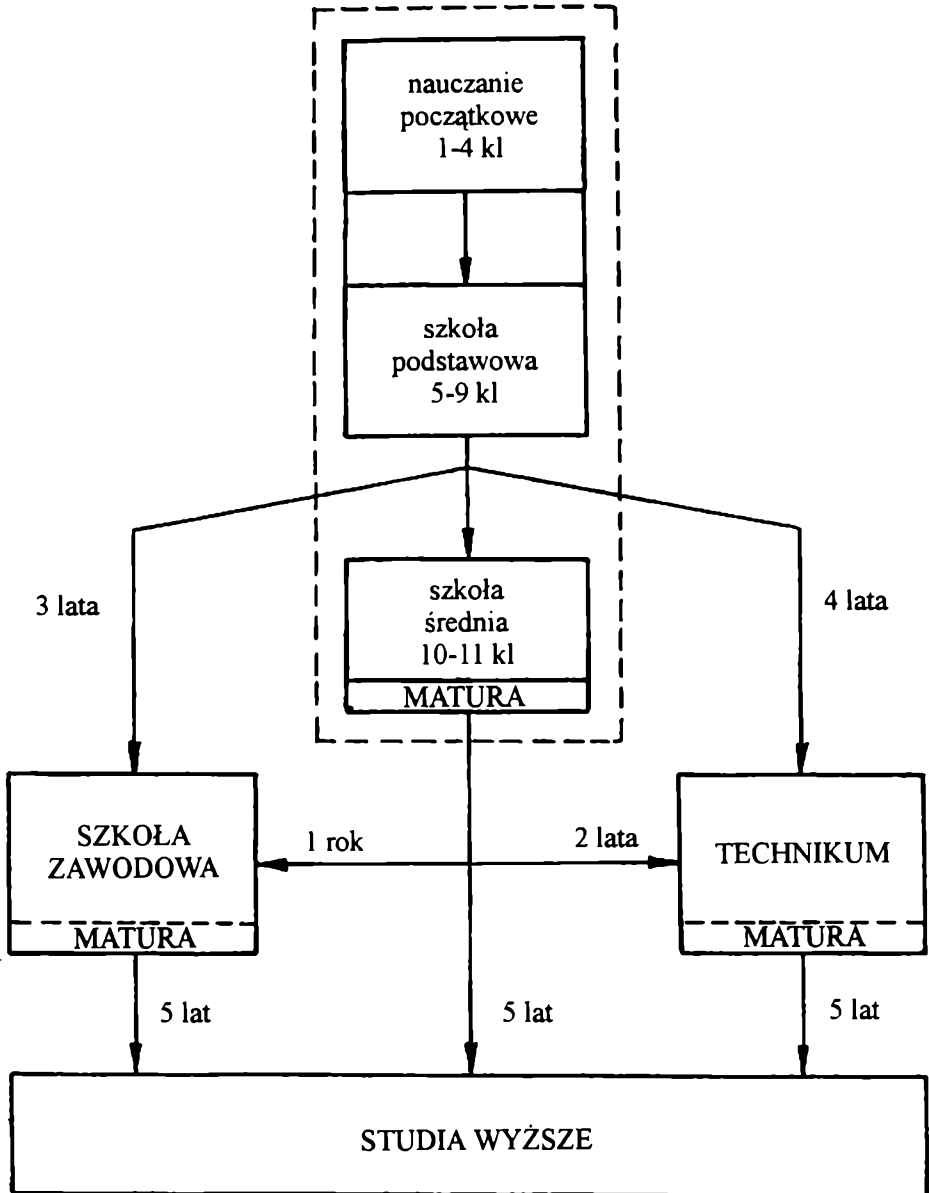 nauczanie
początkowe
1-4 kl
szkoła
podstawowa
5-9 kl
3 lata
4 lata
szkoła
średnia
10-11 kl
MATURA
SZKOŁA
ZAWODOWA
1 rok
2 lata
TECHNIKUM
MATURA
MATURA
5 lat
5 lat
5 lat
STUDIA WYŻSZE